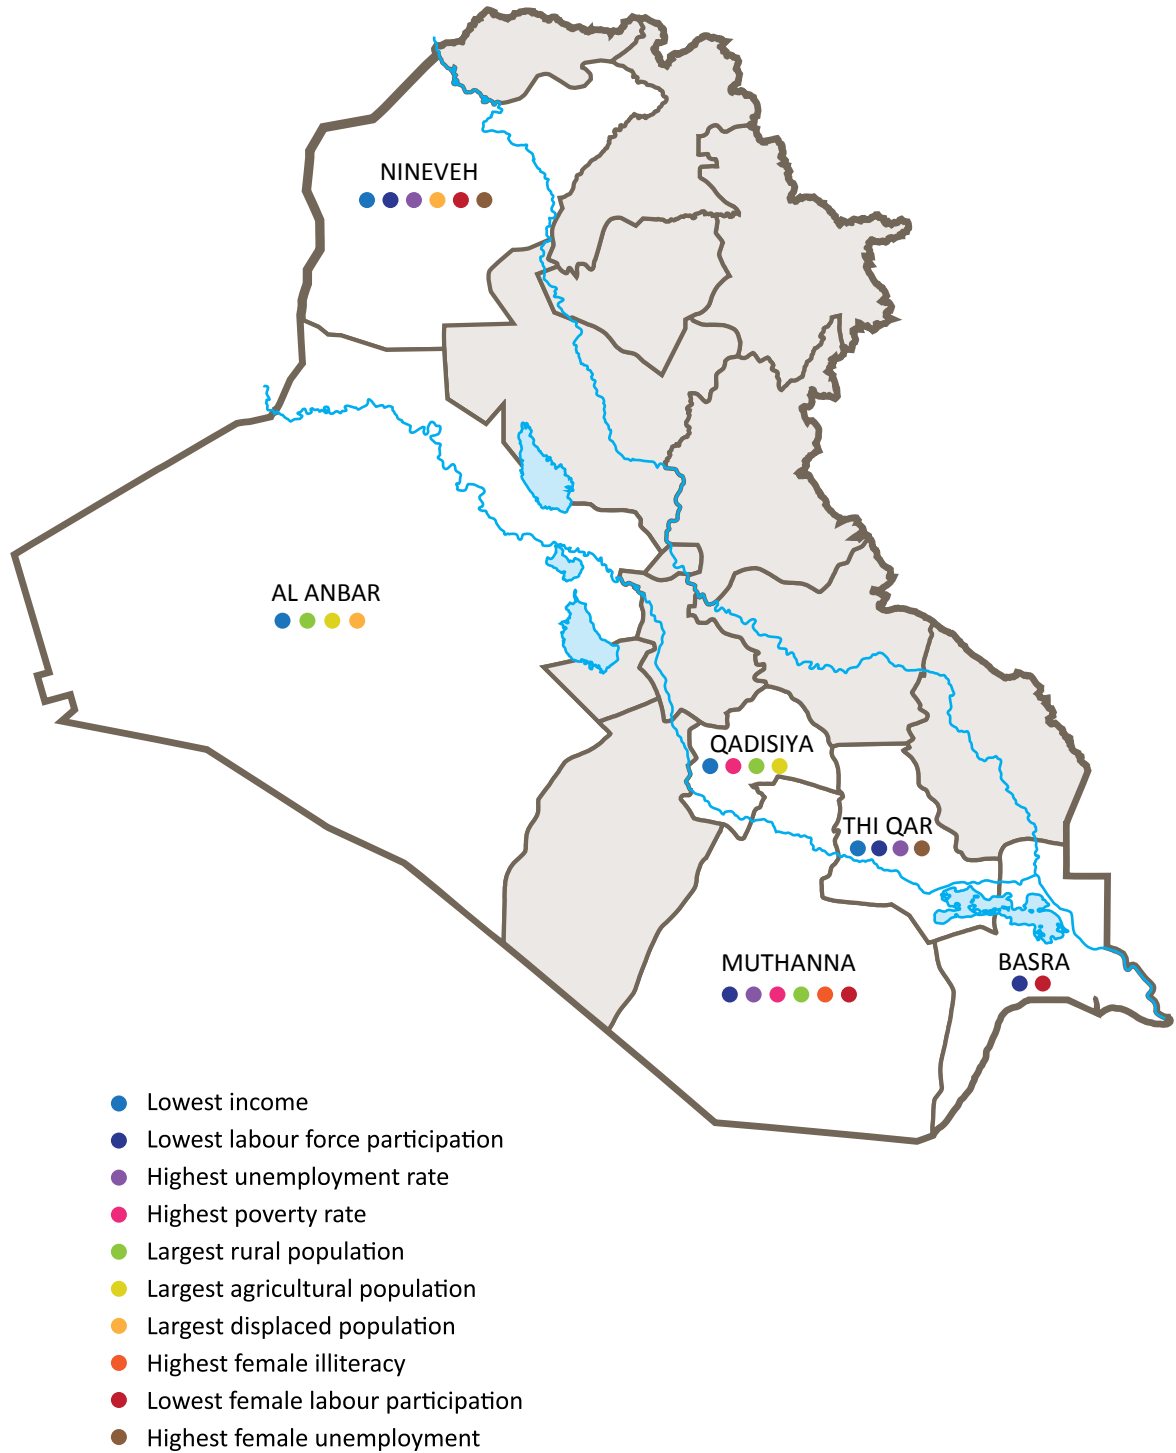 NINEVEH
AL ANBAR
QADISIYA
THI QAR
MUTHANNA
BASRA
Lowest income
Lowest labour force participation
Highest unemployment rate
Highest poverty rate
Largest rural population
Largest agricultural population
Largest displaced population
Highest female illiteracy
Lowest female labour participation
Highest female unemployment